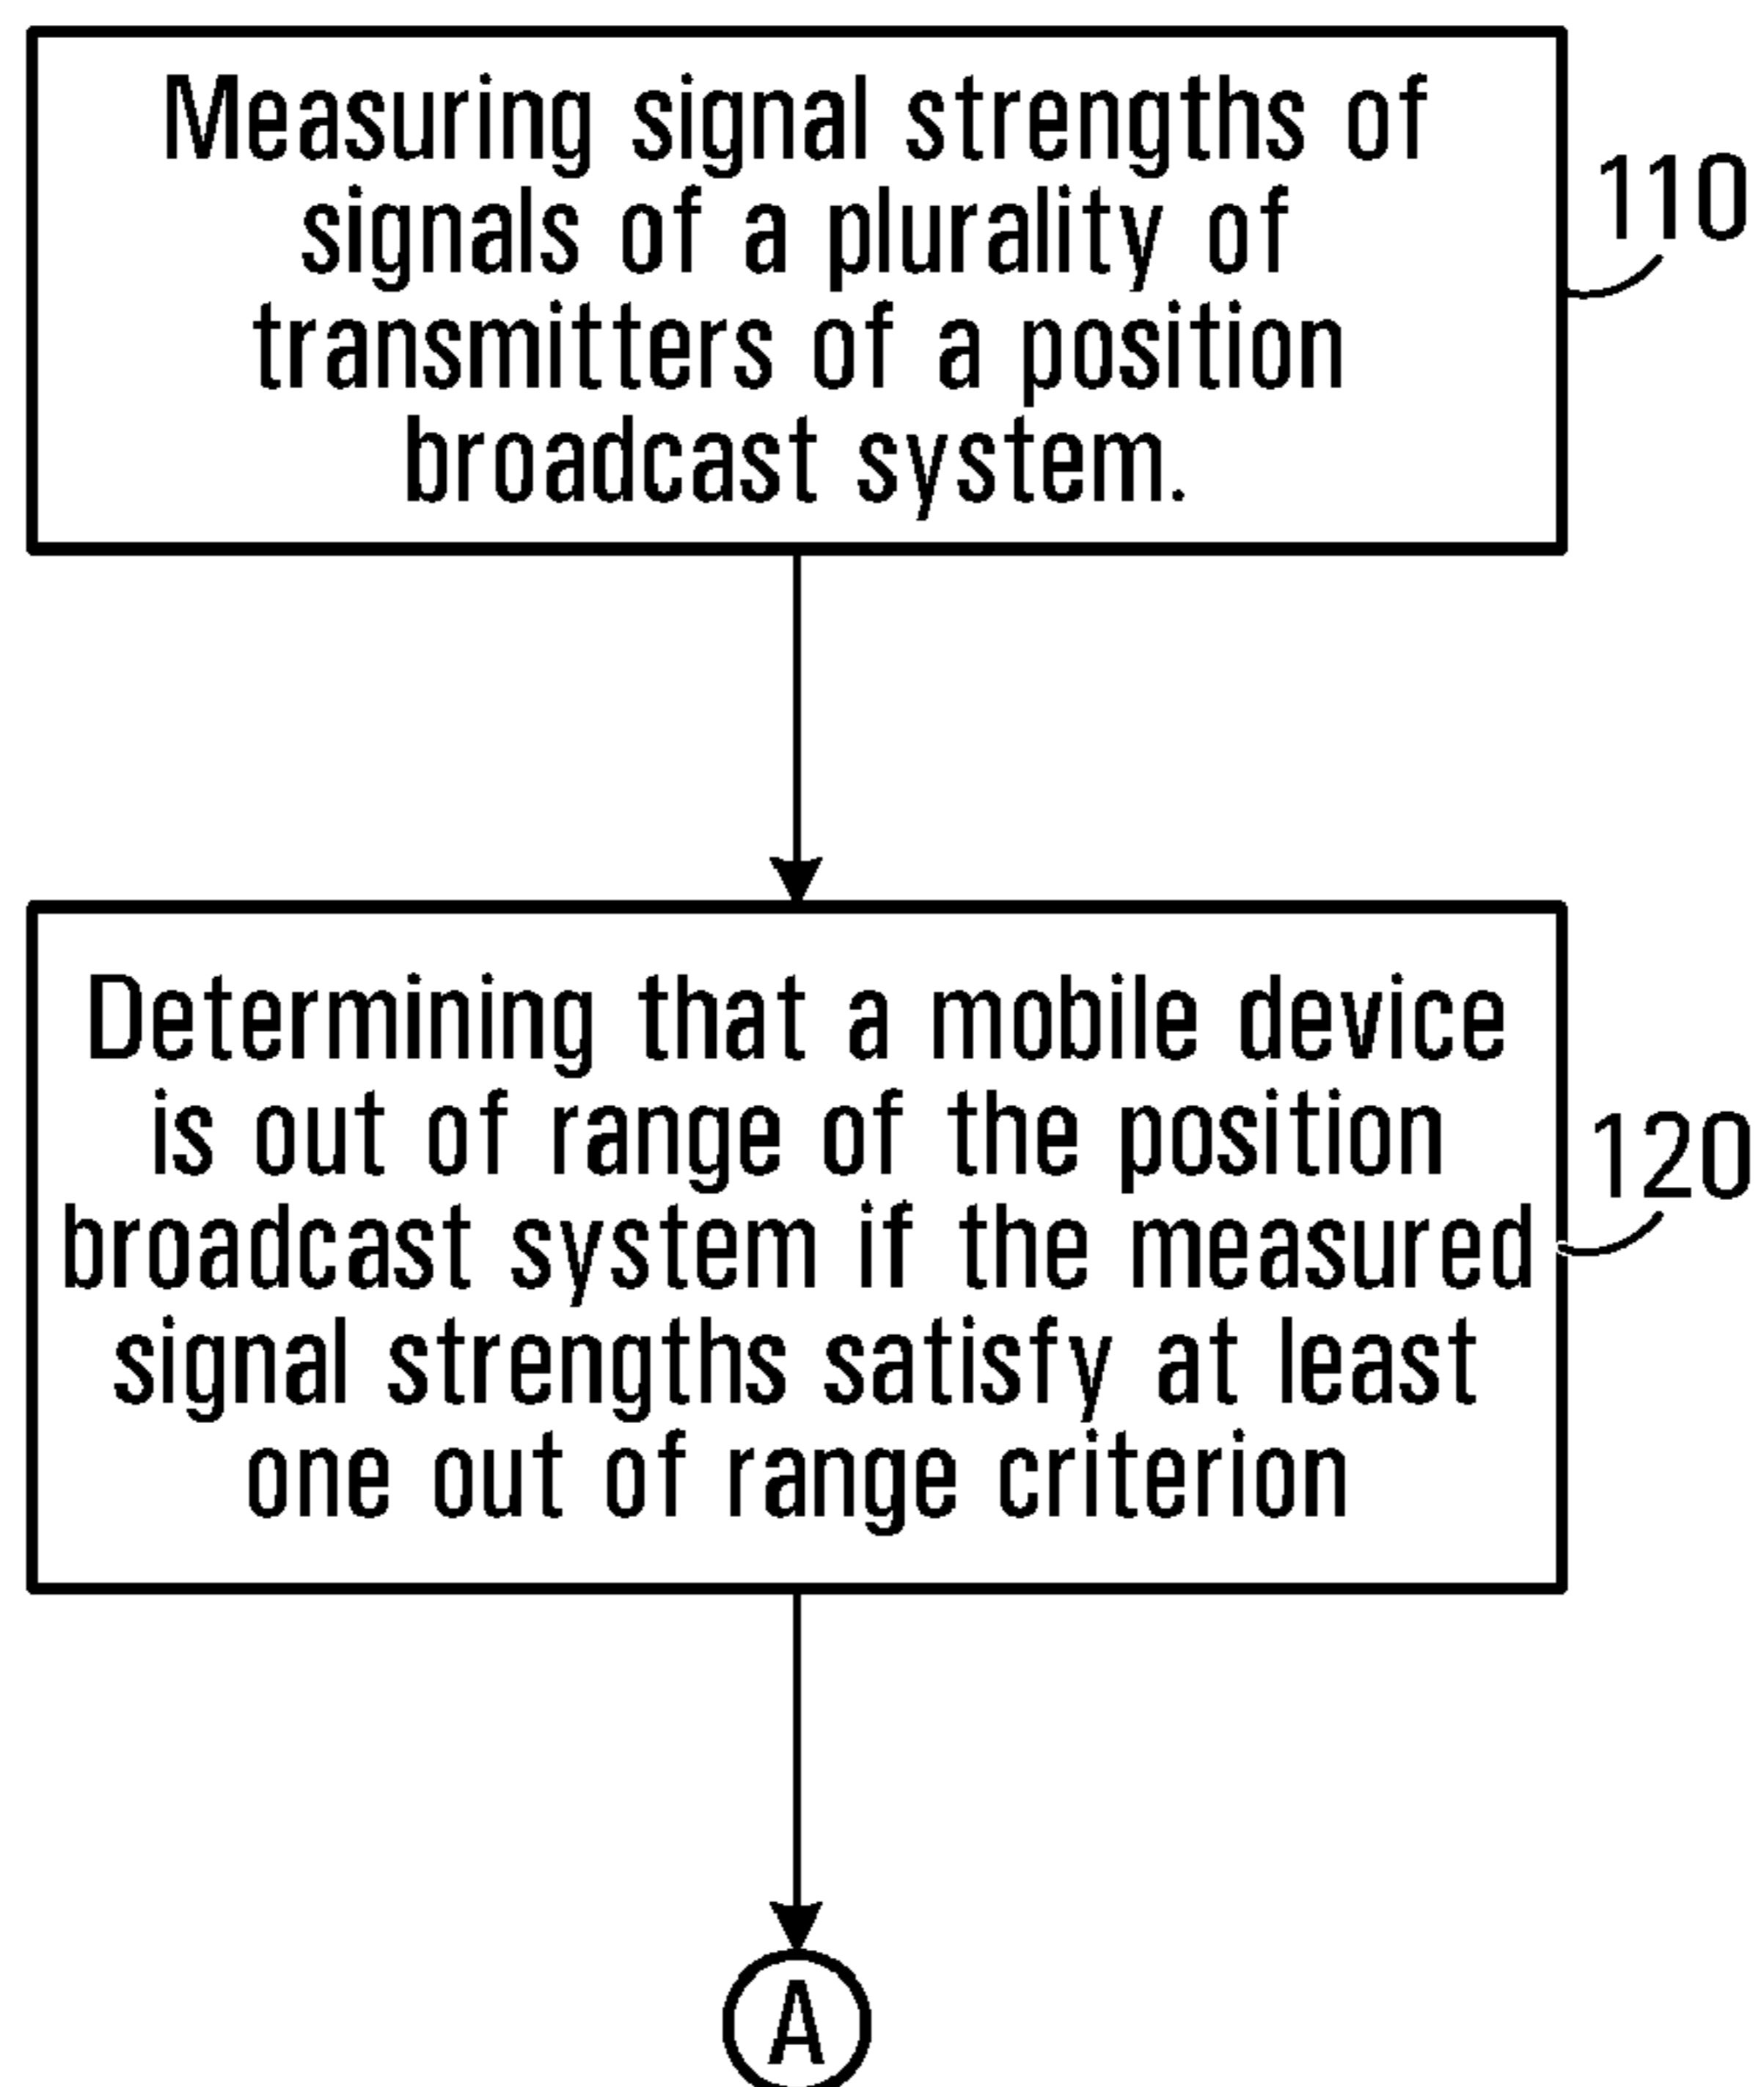 Measuring signal strengths of
signals of a plurality of
transmitters of a position
broadcast system.
110
Determining that a mobile device
is out of range of the position
broadcast system if the measured
signal strengths satisfy at least
one out of range criterion
120
A